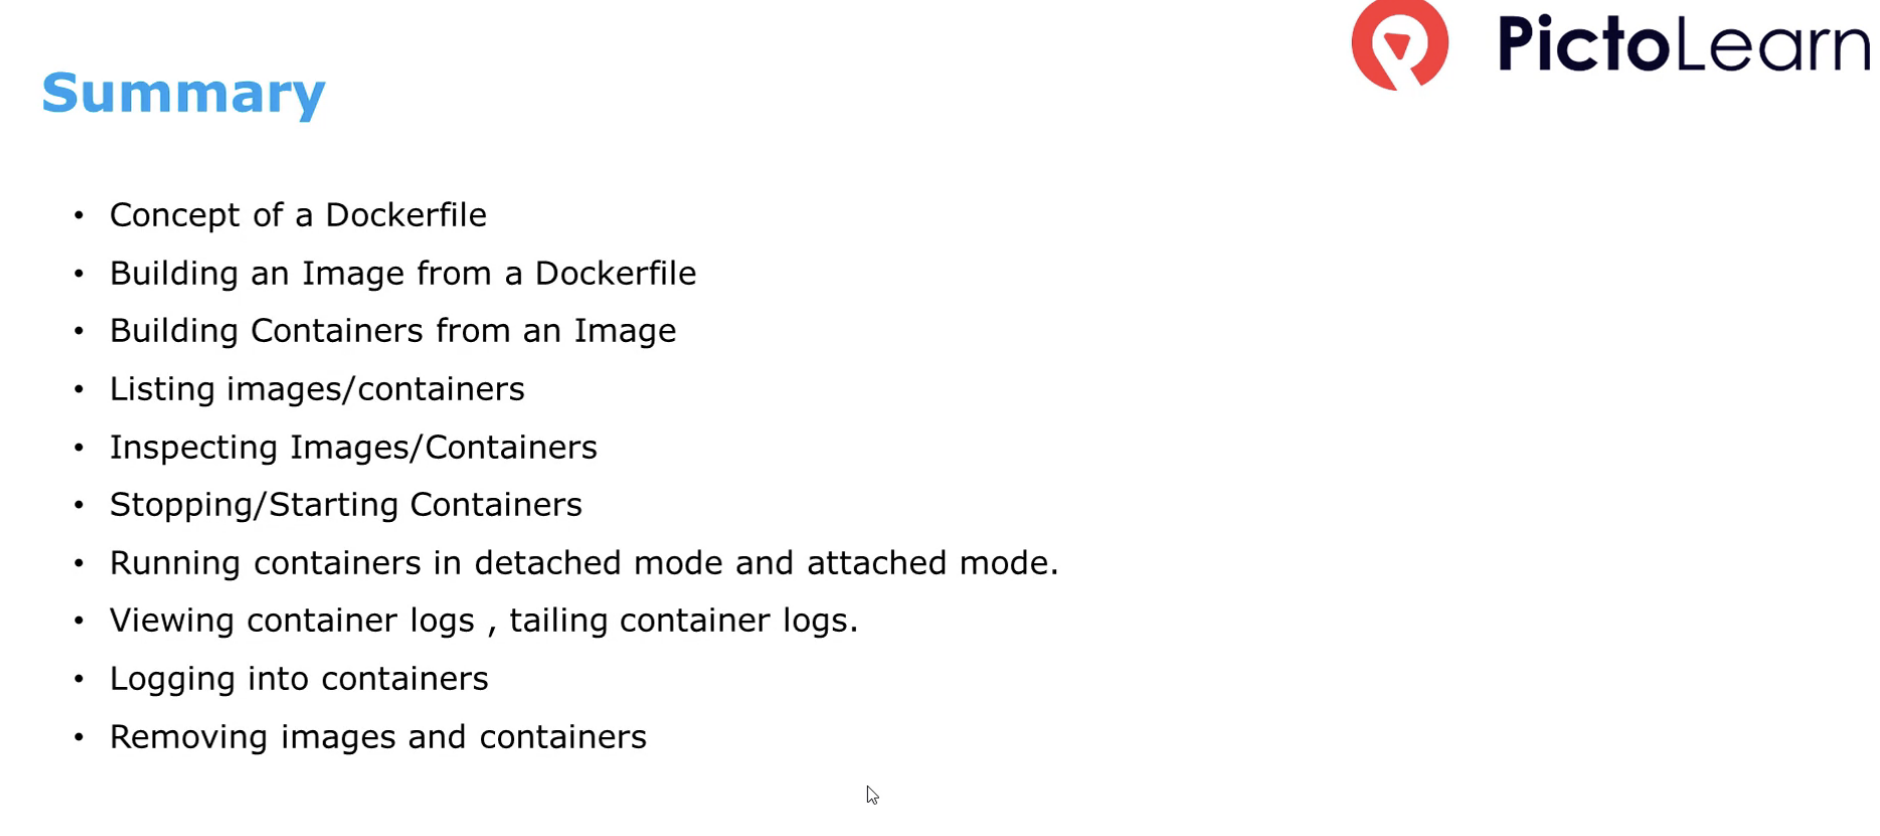 PictoLearn
Summary
• Concept of a Dockerfile
• Building an Image from a Dockerfile
• Building Containers from an Image
• Listing images/containers
• Inspecting Images/Containers
• Stopping/Starting Containers
• Running containers in detached mode and attached mode.
• Viewing container logs , tailing container logs.
• Logging into containers
• Removing images and containers